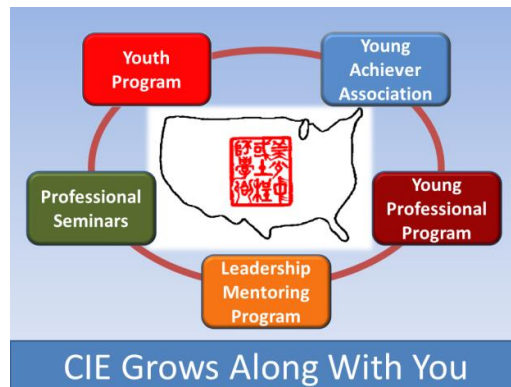 Youth
Program
Young
Achiever
Association
Professional
Seminars
Young
Professional
Program
Leadership
Mentoring
Program
CIE Grows Along With You